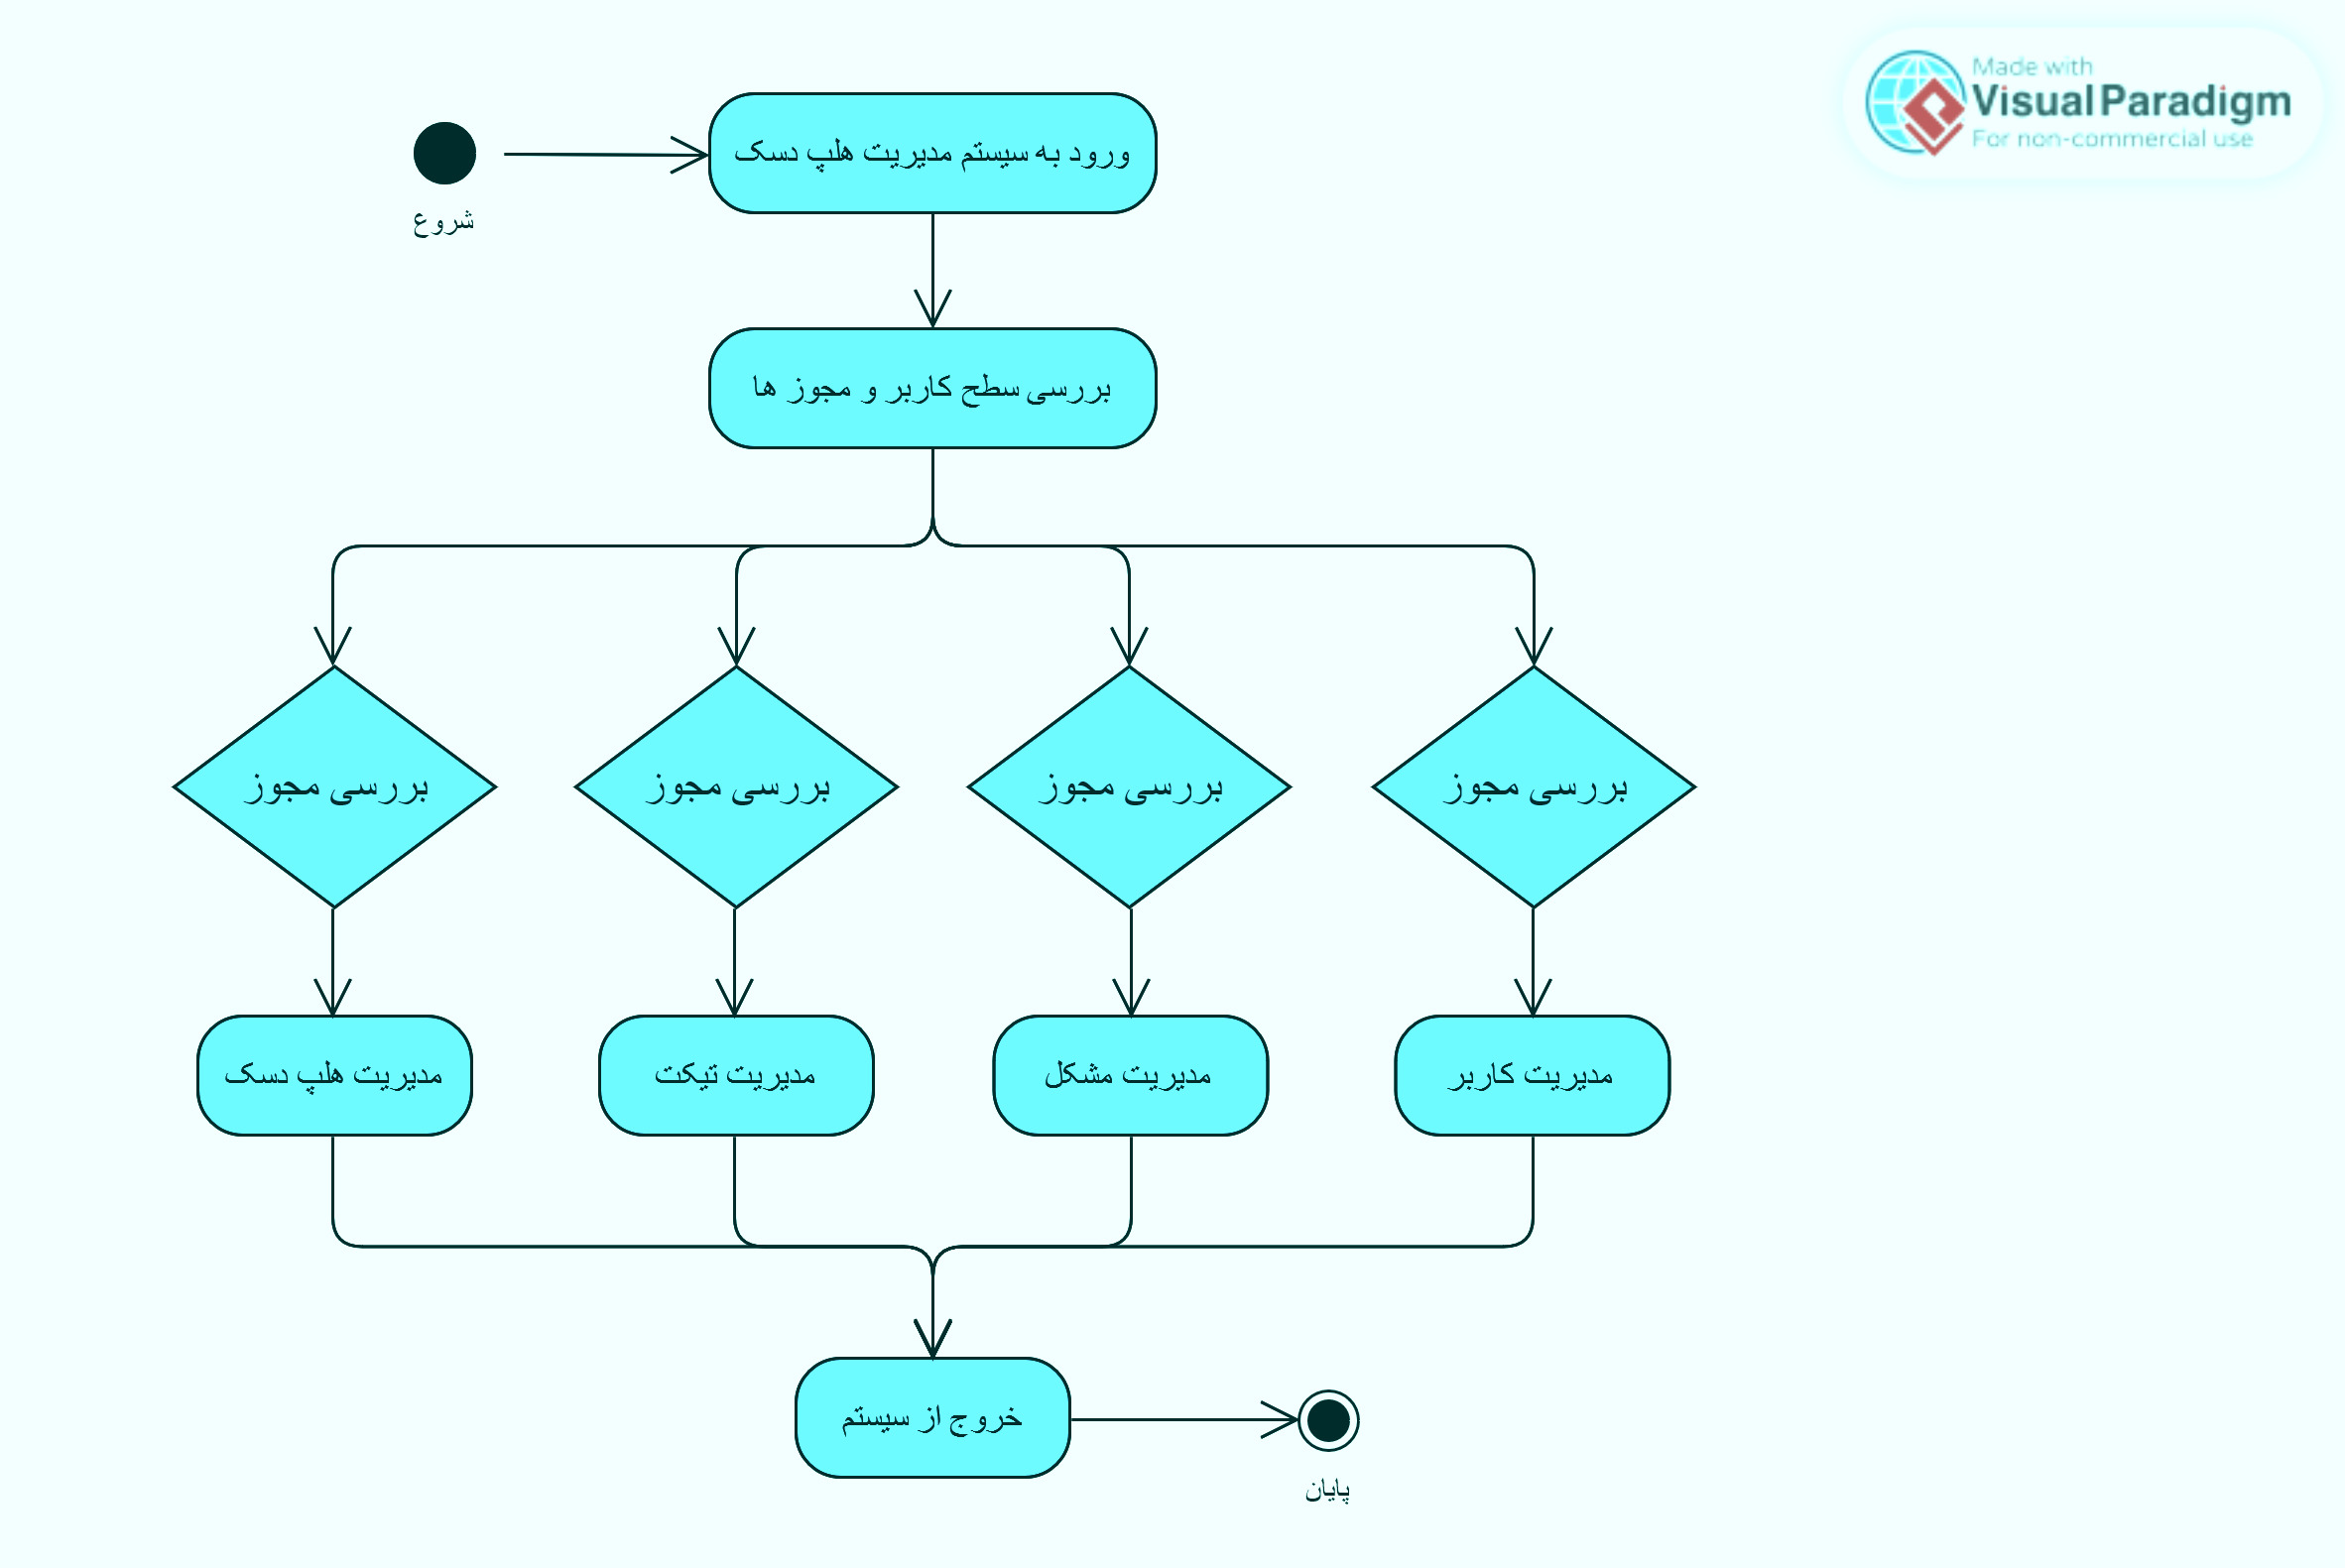 Made with
Visual Paradigm
For non-commercial use
ورود به سیستم مدیریت هلپ دسک
شروع
بررسی سطح کاربر و مجوز ها
بررسی مجوز
بررسی مجوز
بررسی مجوز
بررسی مجوز
مدیریت هلپ دسک
مدیریت تیکت
مدیریت مشکل
مدیریت کاربر
خروج از سیستم
پایان